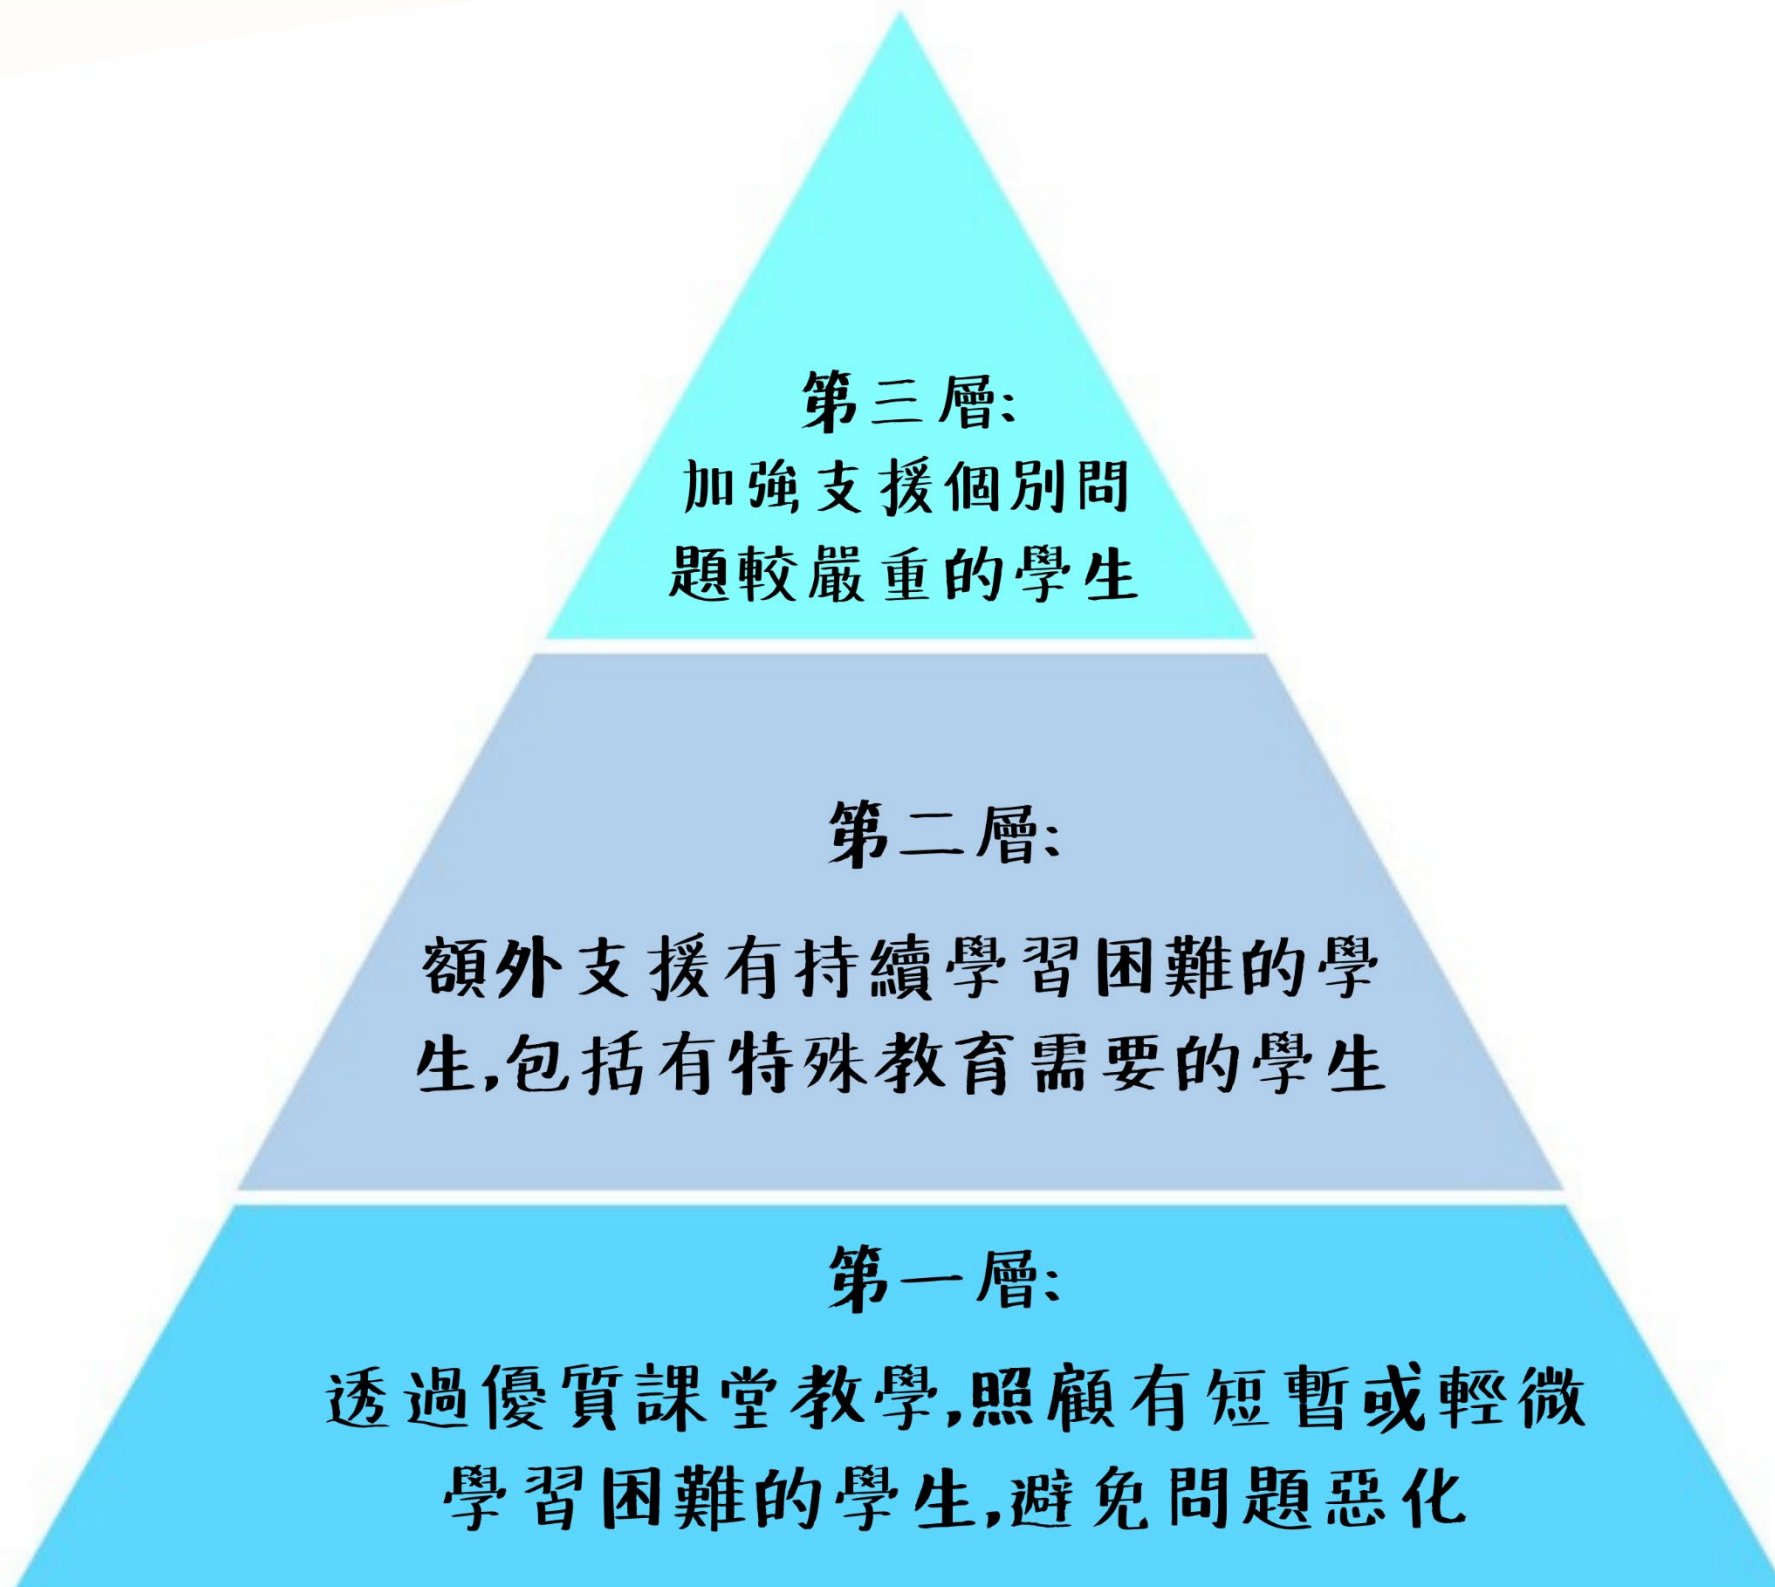 第三層:
加強支援個別問
題較嚴重的學生
第二層:
額外支援有持續學習困難的學
生,包括有特殊教育需要的學生
第一層:
透過優質課堂教學,照顧有短暫或輕微
學習困難的學生,避免問題惡化